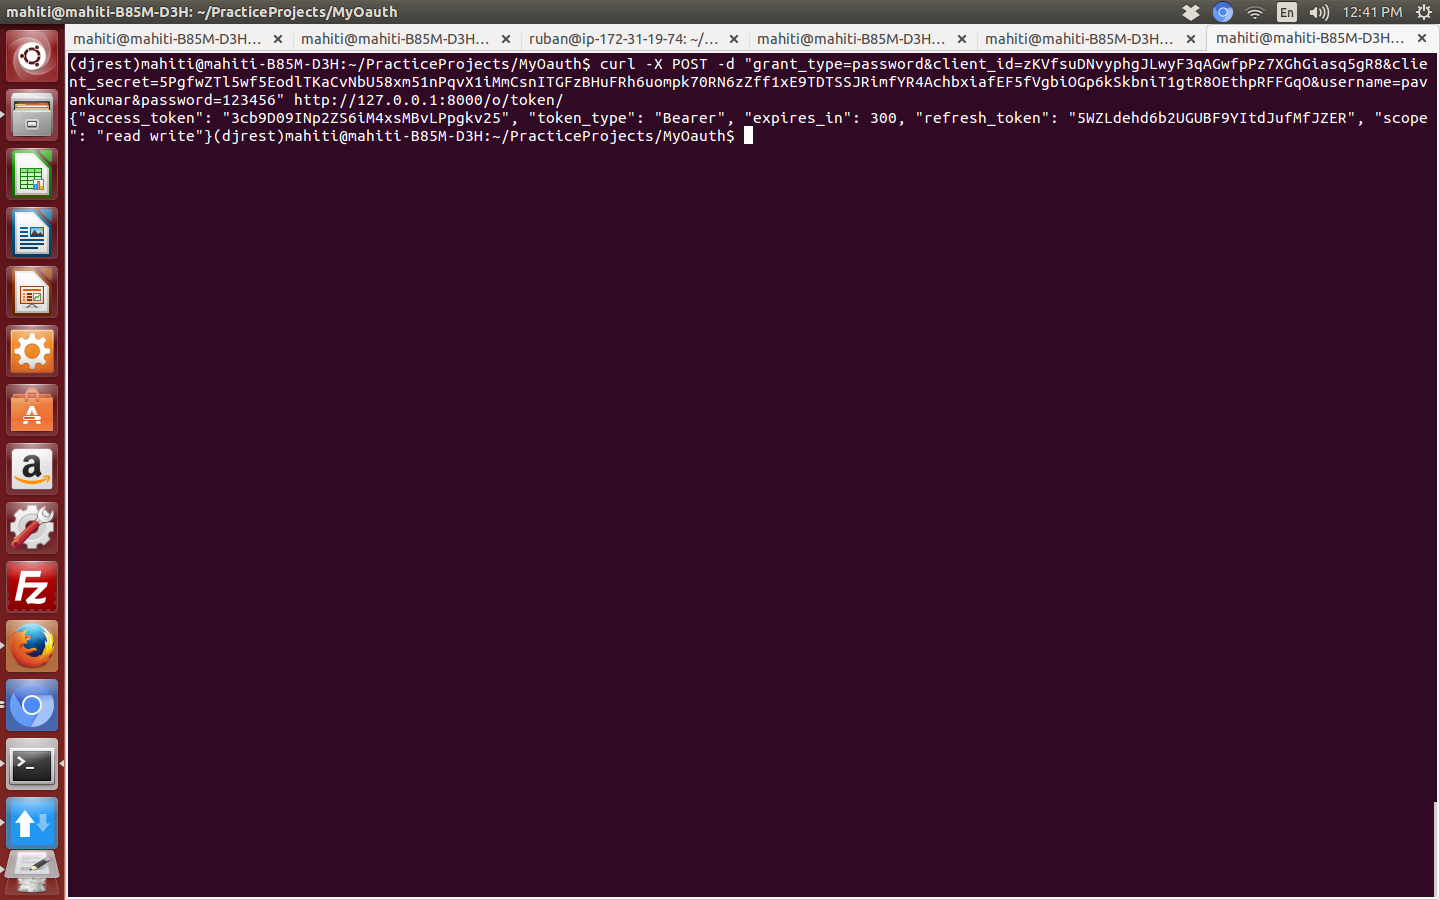 mahiti@mahiti-B85M-D3H: ~/PracticeProjects/MyOauth
En
12:41 PM
mahiti@mahiti-B85M-D3H... × mahiti@mahiti-B85M-D3H... × ruban@ip-172-31-19-74: ~/... × mahiti@mahiti-B85M-D3H... × mahiti@mahiti-B85M-D3H... × mahiti@mahiti-B85M-D3H... ×
(djrest)mahiti@mahiti-B85M-D3H:~/PracticeProjects/MyOauth$ curl -X POST -d "grant_type=password&client_id=zKVfsuDNvyphgJLwyF3qAGwfpPz7XGhGiasq5gR8&clie
nt_secret=5PgfwZTl5wf5EodlTKaCvNbU58xm51nPqvX1iMmCsnITGFzBHuFRh6uompk70RN6zZff1xE9TDTSSJRimfYR4AchbxiafEF5fVgbiOGp6kSkbniT1gtR8OEthpRFFGqO&username=pav
ankumar&password=123456" http://127.0.0.1:8000/o/token/
{"access_token": "3cb9D09INp2ZS6iM4xsMBvLPpgkv25", "token_type": "Bearer", "expires_in": 300, "refresh_token": "5WZLdehd6b2UGUBF9YItdJufMfJZER", "scope
": "read write"}(djrest)mahiti@mahiti-B85M-D3H:~/PracticeProjects/MyOauth$